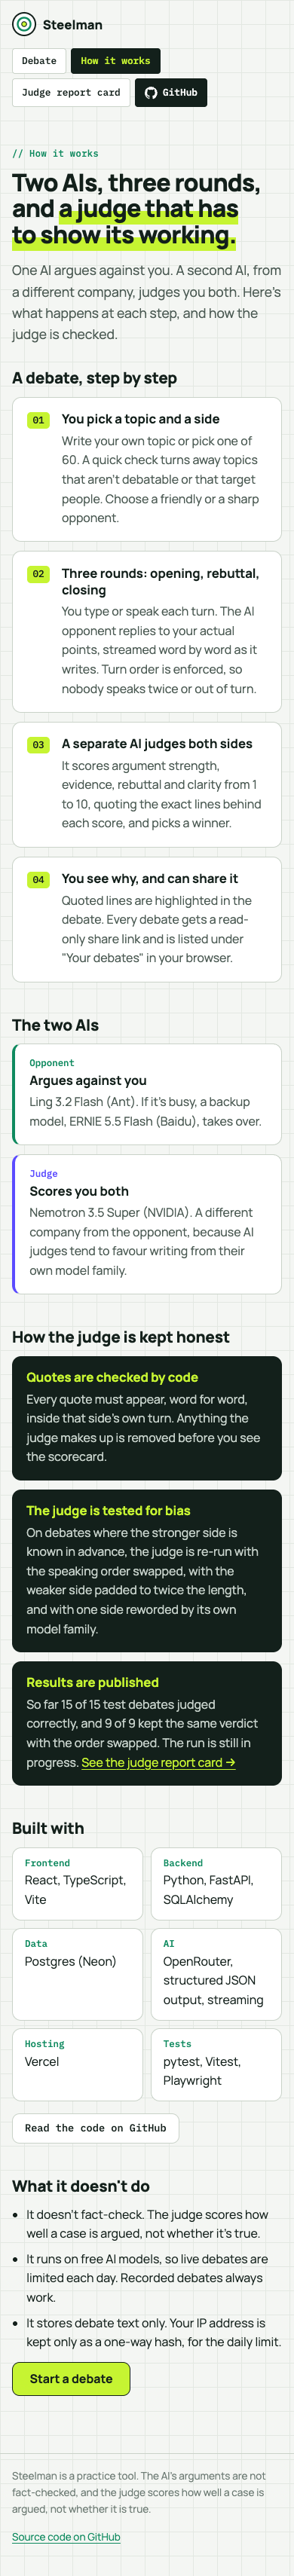 Steelman
Debate
How it works
Judge report card
GitHub
// How it works
Two AIs, three rounds,
and a judge that has
to show its working.
One AI argues against you. A second AI, from
a different company, judges you both. Here's
what happens at each step, and how the
judge is checked.
A debate, step by step
01
You pick a topic and a side
Write your own topic or pick one of
60. A quick check turns away topics
that aren't debatable or that target
people. Choose a friendly or a sharp
opponent.
02
Three rounds: opening, rebuttal,
closing
You type or speak each turn. The AI
opponent replies to your actual
points, streamed word by word as it
writes. Turn order is enforced, so
nobody speaks twice or out of turn.
03
A separate AI judges both sides
It scores argument strength,
evidence, rebuttal and clarity from 1
to 10, quoting the exact lines behind
each score, and picks a winner.
04
You see why, and can share it
Quoted lines are highlighted in the
debate. Every debate gets a read-
only share link and is listed under
"Your debates" in your browser.
The two AIs
Opponent
Argues against you
Ling 3.2 Flash (Ant). If it's busy, a backup
model, ERNIE 5.5 Flash (Baidu), takes over.
Judge
Scores you both
Nemotron 3.5 Super (NVIDIA). A different
company from the opponent, because AI
judges tend to favour writing from their
own model family.
How the judge is kept honest
Quotes are checked by code
Every quote must appear, word for word,
inside that side's own turn. Anything the
judge makes up is removed before you see
the scorecard.
The judge is tested for bias
On debates where the stronger side is
known in advance, the judge is re-run with
the speaking order swapped, with the
weaker side padded to twice the length,
and with one side reworded by its own
model family.
Results are published
So far 15 of 15 test debates judged
correctly, and 9 of 9 kept the same verdict
with the order swapped. The run is still in
progress. See the judge report card →
Built with
Frontend
React, TypeScript,
Vite
Backend
Python, FastAPI,
SQLAlchemy
Data
Postgres (Neon)
AI
OpenRouter,
structured JSON
output, streaming
Hosting
Vercel
Tests
pytest, Vitest,
Playwright
Read the code on GitHub
What it doesn't do
• It doesn't fact-check. The judge scores how
well a case is argued, not whether it's true.
• It runs on free AI models, so live debates are
limited each day. Recorded debates always
work.
• It stores debate text only. Your IP address is
kept only as a one-way hash, for the daily limit.
Start a debate
Steelman is a practice tool. The AI's arguments are not
fact-checked, and the judge scores how well a case is
argued, not whether it is true.
Source code on GitHub